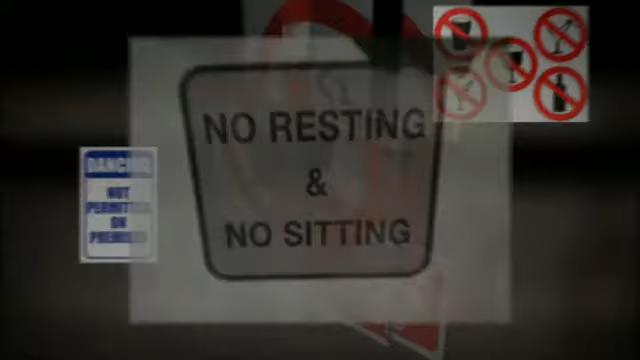 NO RESTING
&
NO SITTING
DANCING
NOT
PERMITTED
ON
PREMISES